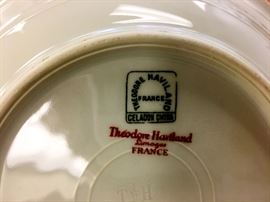 THEODORE HAVILAND
FRANCE
CELADON CHINA
Theodore Haviland
Limoges
FRANCE